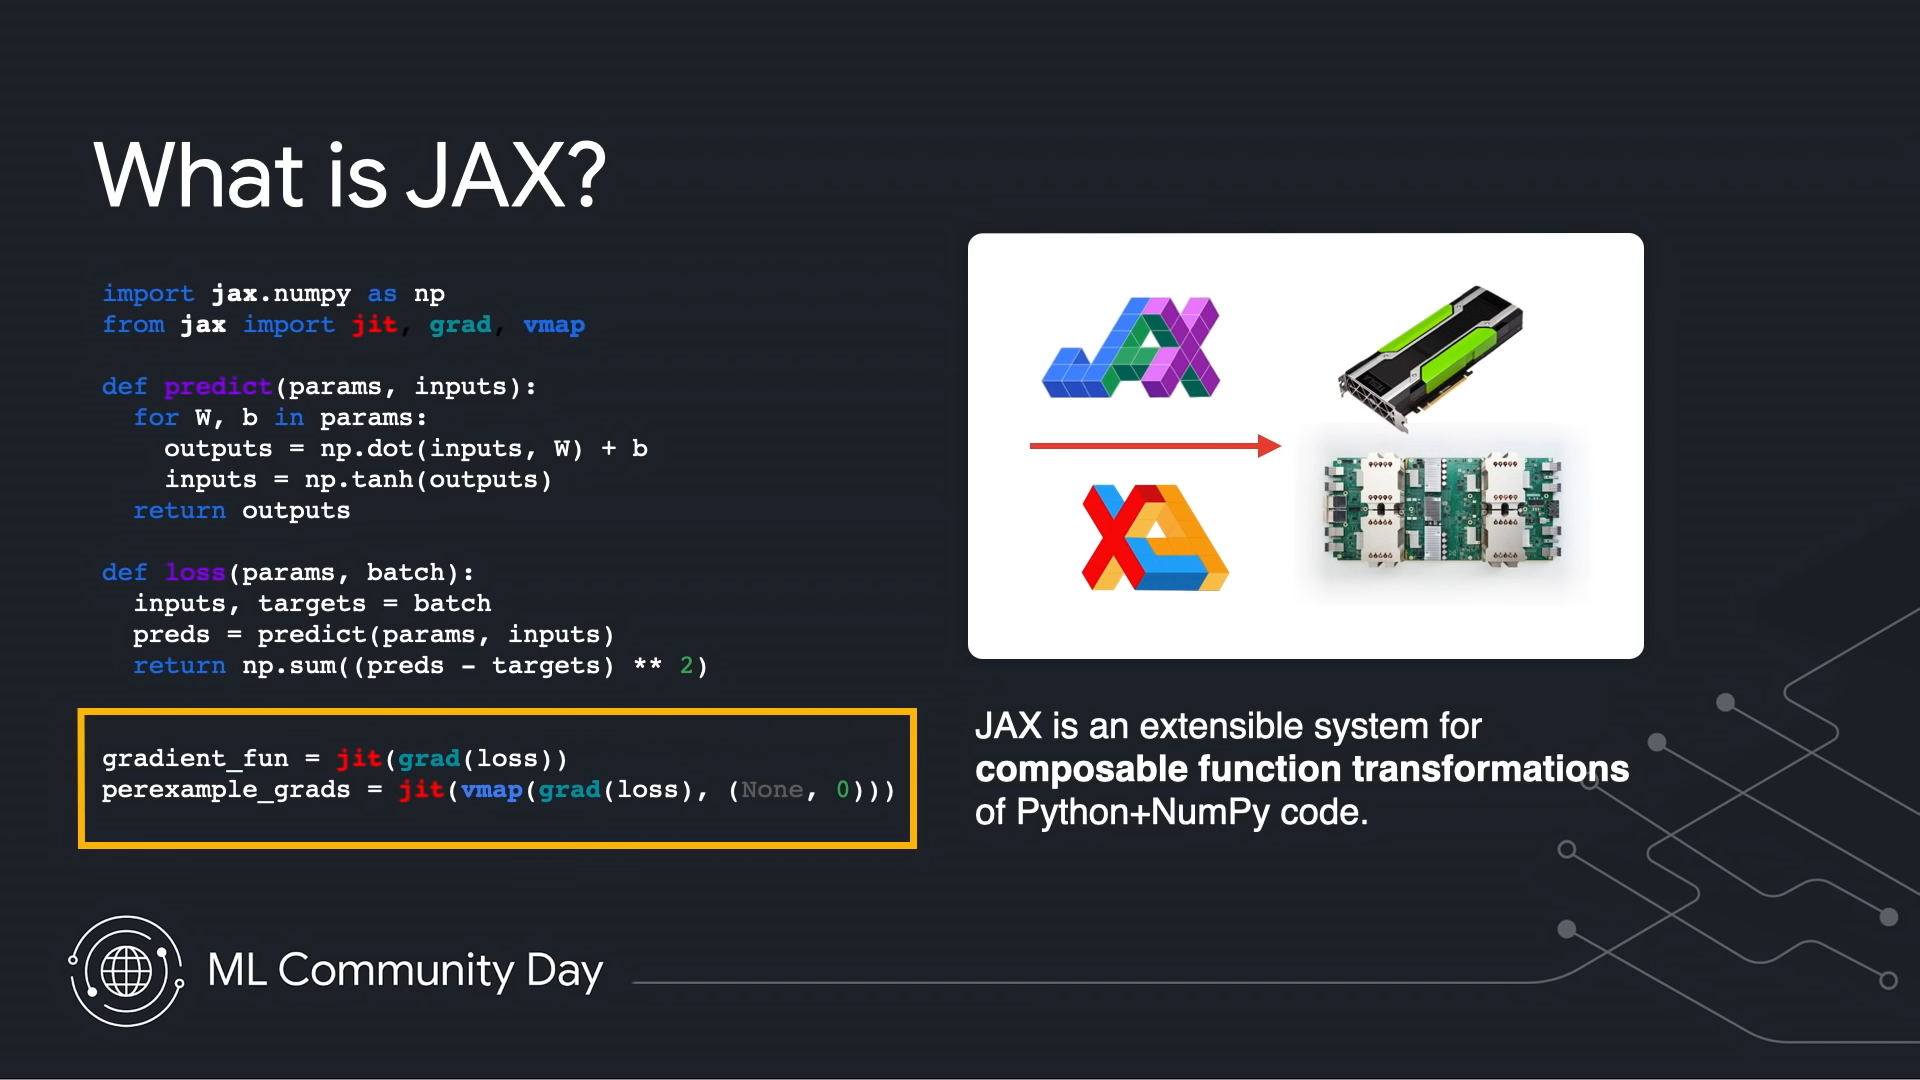 What is JAX?
import jax.numpy as np
from jax import jit, grad, vmap
def predict(params, inputs):
  for W, b in params:
    outputs = np.dot(inputs, W) + b
    inputs = np.tanh(outputs)
  return outputs
def loss(params, batch):
  inputs, targets = batch
  preds = predict(params, inputs)
  return np.sum((preds - targets) ** 2)
gradient_fun = jit(grad(loss))
perexample_grads = jit(vmap(grad(loss), (None, 0)))
JAX
XLA
JAX is an extensible system for
composable function transformations
of Python+NumPy code.
ML Community Day